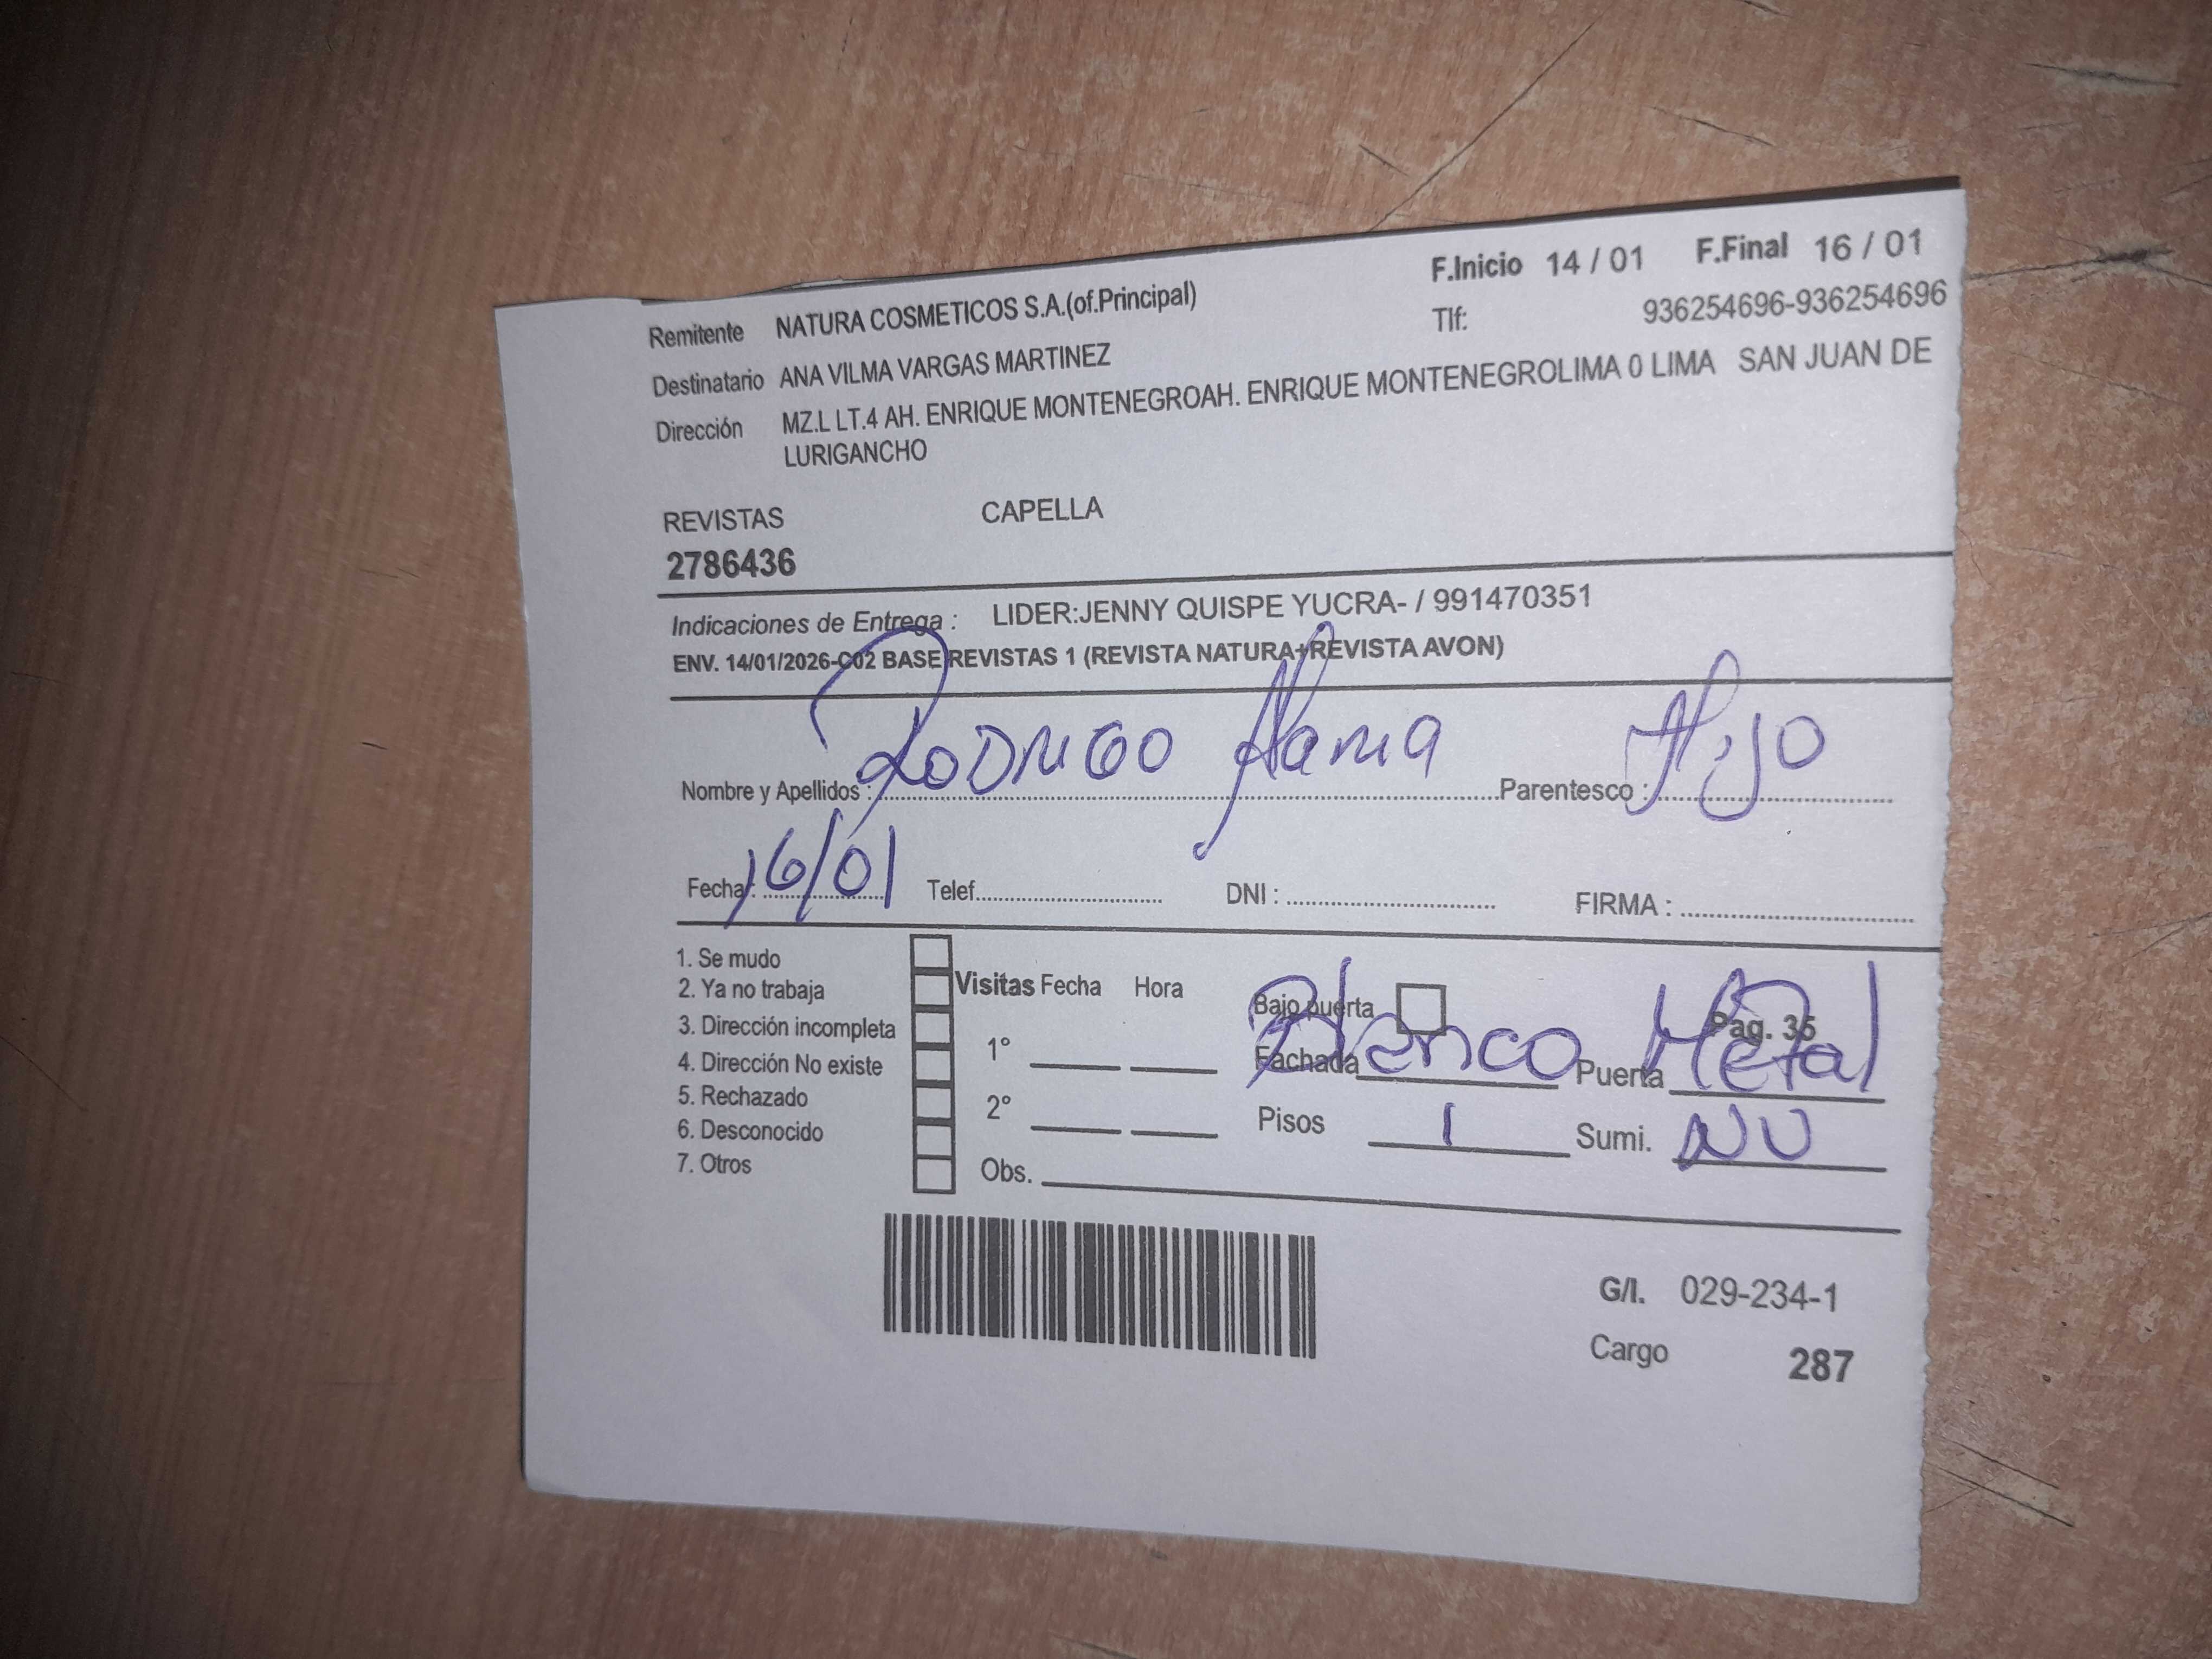 F.Inicio 14 / 01 F.Final 16 / 01
Remitente NATURA COSMETICOS S.A.(of.Principal) Tlf: 936254696-936254696
Destinatario ANA VILMA VARGAS MARTINEZ
Dirección MZ.L LT.4 AH. ENRIQUE MONTENEGROAH. ENRIQUE MONTENEGROLIMA 0 LIMA SAN JUAN DE
LURIGANCHO
REVISTAS CAPELLA
2786436
Indicaciones de Entrega : LIDER:JENNY QUISPE YUCRA- / 991470351
ENV. 14/01/2026-C02 BASE REVISTAS 1 (REVISTA NATURA+REVISTA AVON)
Nombre y Apellidos : Rodrigo Parentesco : Hijo
Fecha : 16/01 Telef. DNI : FIRMA :
1. Se mudo
2. Ya no trabaja
3. Dirección incompleta
4. Dirección No existe
5. Rechazado
6. Desconocido
7. Otros
Visitas Fecha Hora
1°
2°
Obs.
Bajo puerta Pag. 35
Fachada Blanco Puerta Metal
Pisos 1 Sumi. NO
G/I. 029-234-1
Cargo 287